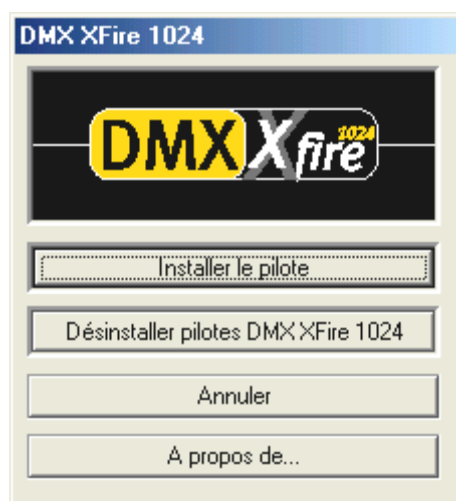 DMX XFire 1024
DMX Xfire 1024
Installer le pilote
Désinstaller pilotes DMX XFire 1024
Annuler
A propos de...